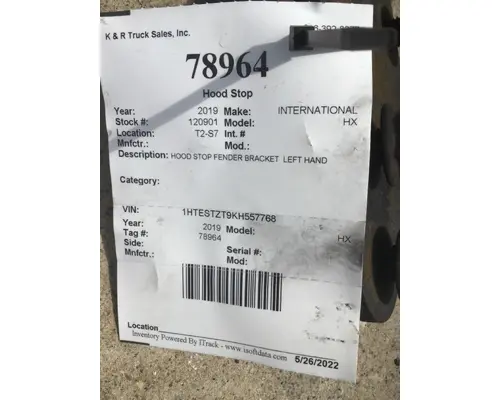 K & R Truck Sales, Inc.
78964
Hood Stop
Year: 2019 Make: INTERNATIONAL
Stock #: 120901 Model: HX
Location: T2-S7 Int. #
Mnfctr.: Mod.:
Description: HOOD STOP FENDER BRACKET LEFT HAND
Category:
VIN: 1HTESTZT9KH557768
Year: 2019 Model: HX
Tag #: 78964
Side: Serial #:
Mnfctr.: Mod:
Location
Inventory Powered By ITrack - www.isoftdata.com
5/26/2022